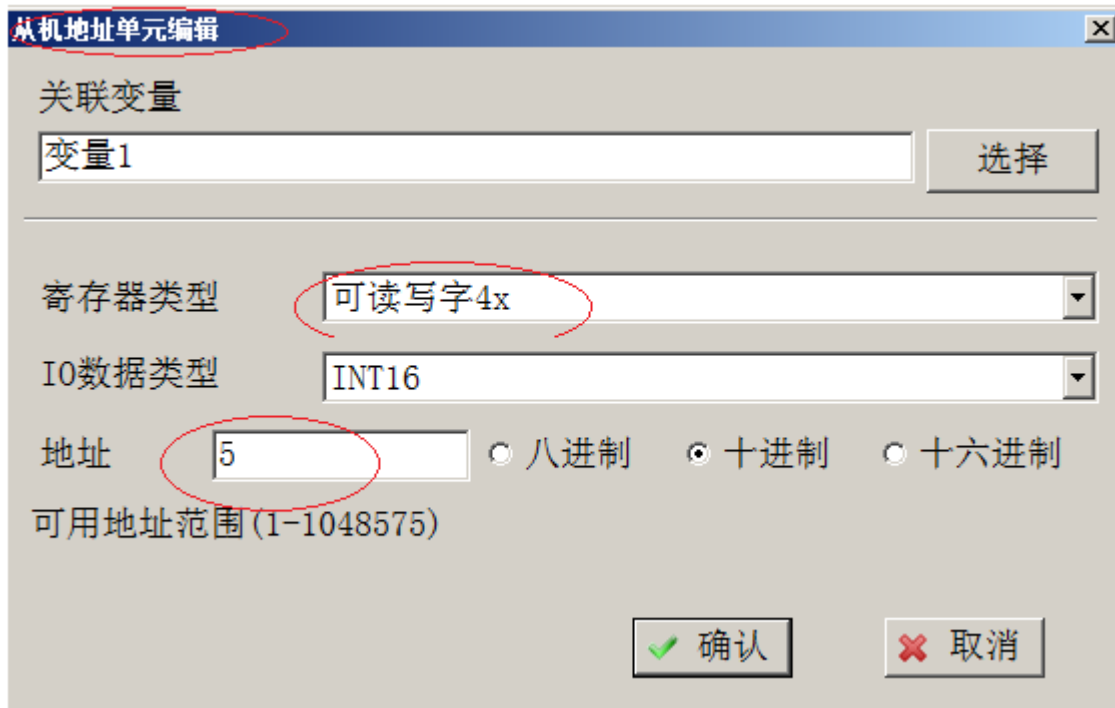 从机地址单元编辑
关联变量
变量1 选择
寄存器类型 可读写字4x
IO数据类型 INT16
地址 5 八进制 十进制 十六进制
可用地址范围(1-1048575)
确认 取消